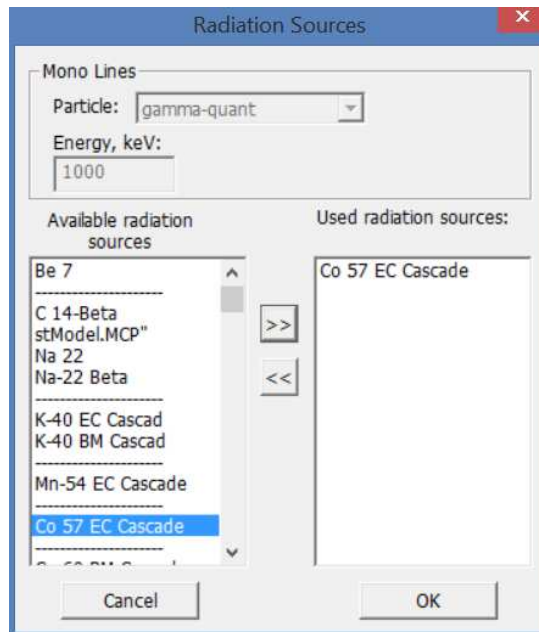 Radiation Sources
Mono Lines
Particle:
gamma-quant
Energy, keV:
1000
Available radiation
sources
Used radiation sources:
Be 7
--------------------
C 14-Beta
stModel.MCP"
Na 22
Na-22 Beta
--------------------
K-40 EC Cascad
K-40 BM Cascad
--------------------
Mn-54 EC Cascade
--------------------
Co 57 EC Cascade
--------------------
>>
<<
Co 57 EC Cascade
Cancel
OK